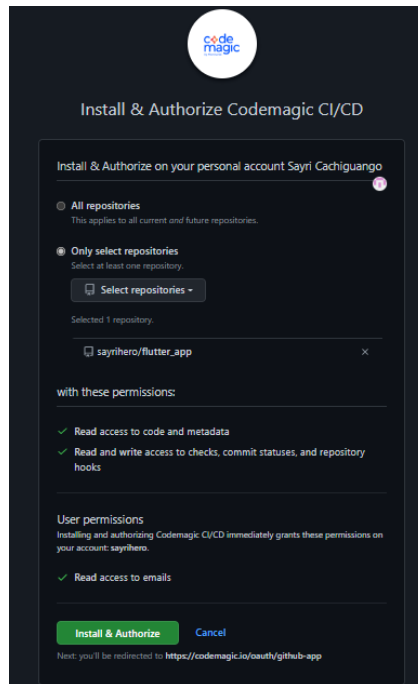 code
magic
Install & Authorize Codemagic CI/CD
Install & Authorize on your personal account Sayri Cachiguango
All repositories
This applies to all current and future repositories.
Only select repositories
Select at least one repository.
Select repositories
Selected 1 repository.
sayrihero/flutter_app
with these permissions:
Read access to code and metadata
Read and write access to checks, commit statuses, and repository
hooks
User permissions
Installing and authorizing Codemagic CI/CD immediately grants these permissions on
your account: sayrihero.
Read access to emails
Install & Authorize
Cancel
Next: you'll be redirected to https://codemagic.io/oauth/github-app